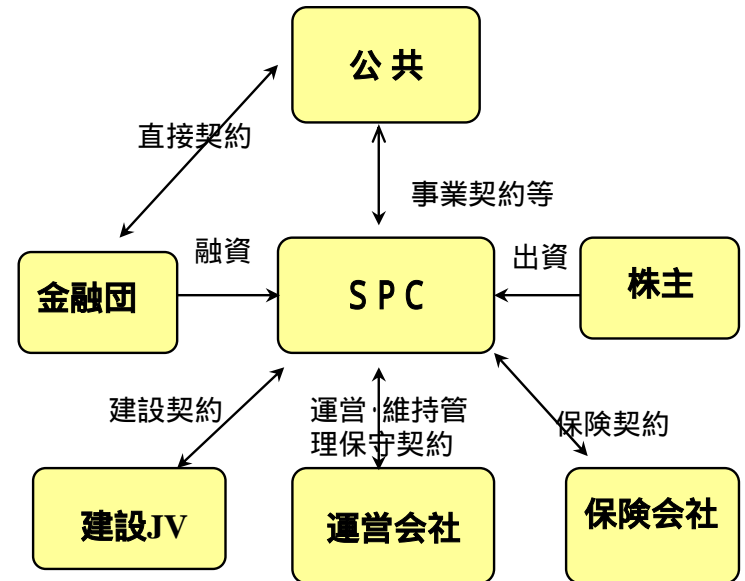 公 共
直接契約
事業契約等
融資
出資
金融団
ＳＰＣ
株主
建設契約
運営・維持管
理保守契約
保険契約
建設JV
運営会社
保険会社